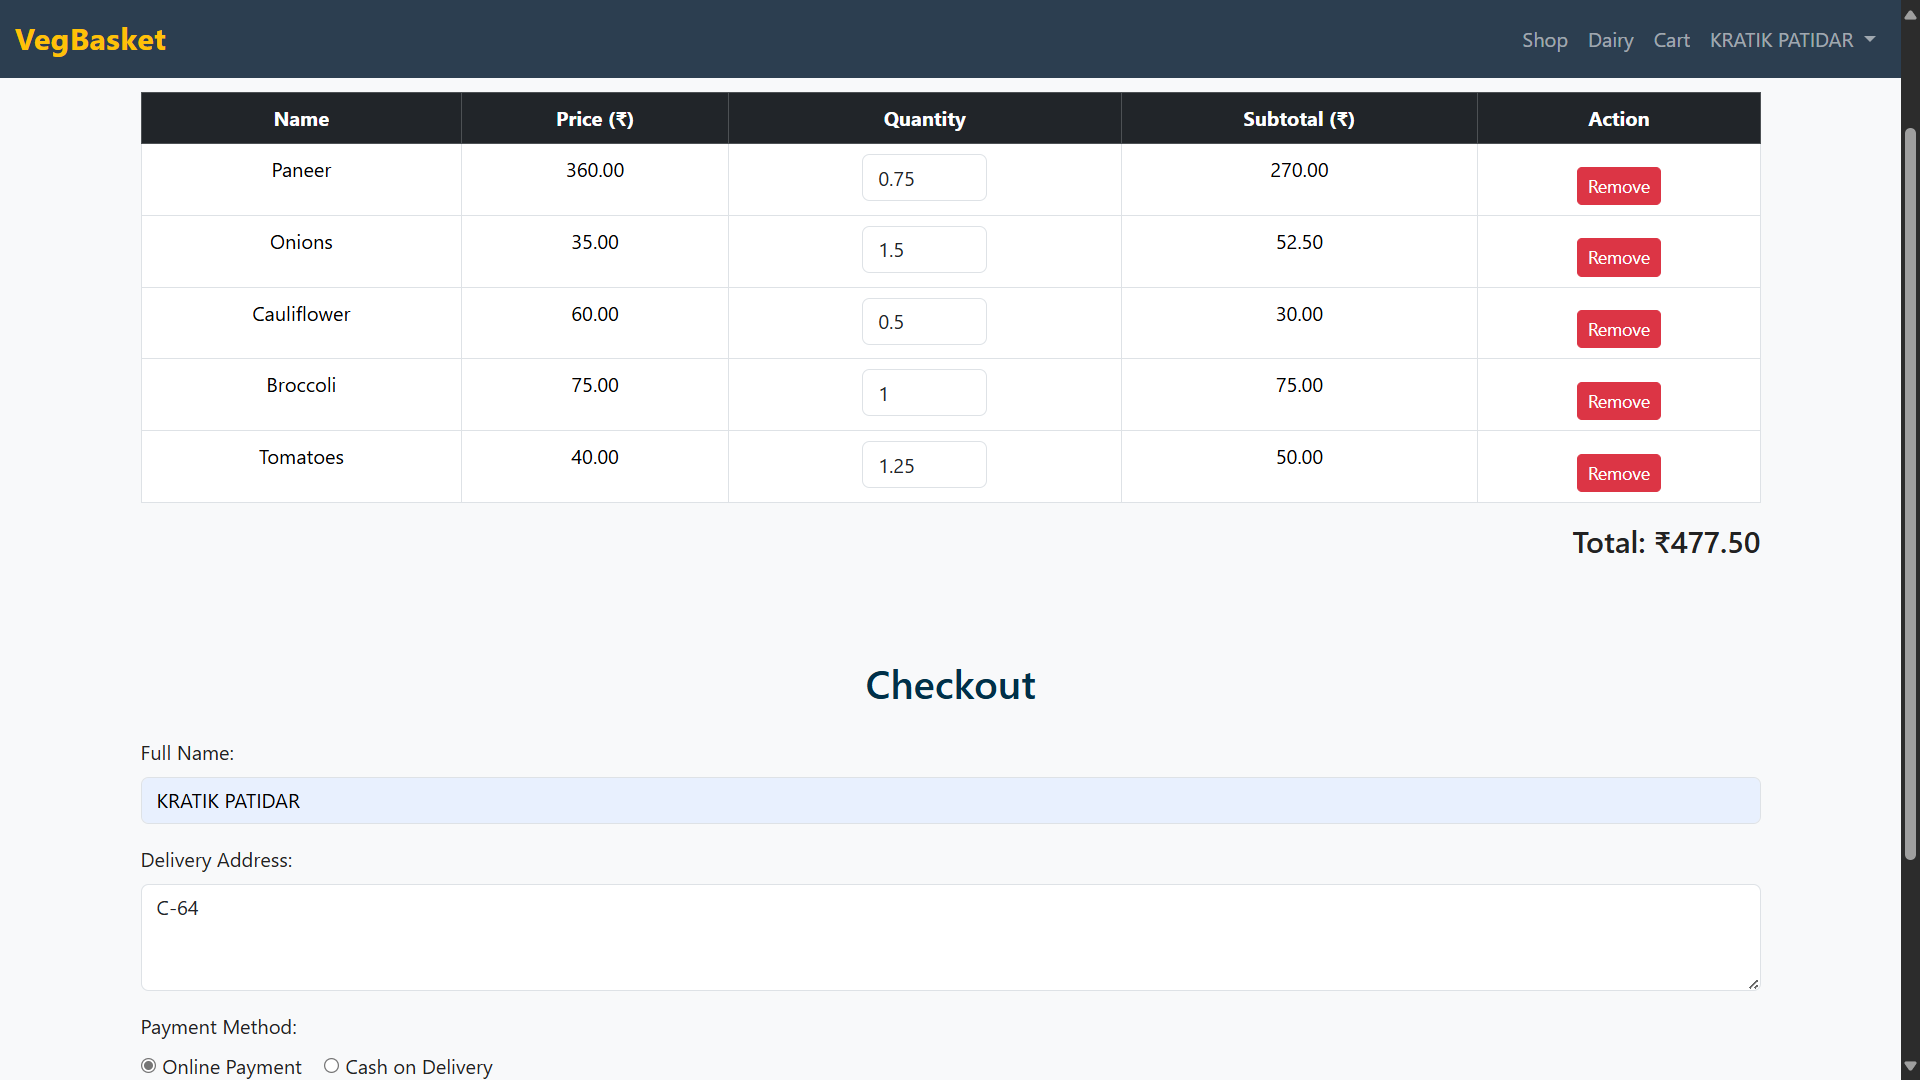 VegBasket Shop Dairy Cart KRATIK PATIDAR
Name Price (₹) Quantity Subtotal (₹) Action
Paneer 360.00 0.75 270.00 Remove
Onions 35.00 1.5 52.50 Remove
Cauliflower 60.00 0.5 30.00 Remove
Broccoli 75.00 1 75.00 Remove
Tomatoes 40.00 1.25 50.00 Remove
Total: ₹477.50
Checkout
Full Name:
KRATIK PATIDAR
Delivery Address:
C-64
Payment Method:
Online Payment Cash on Delivery